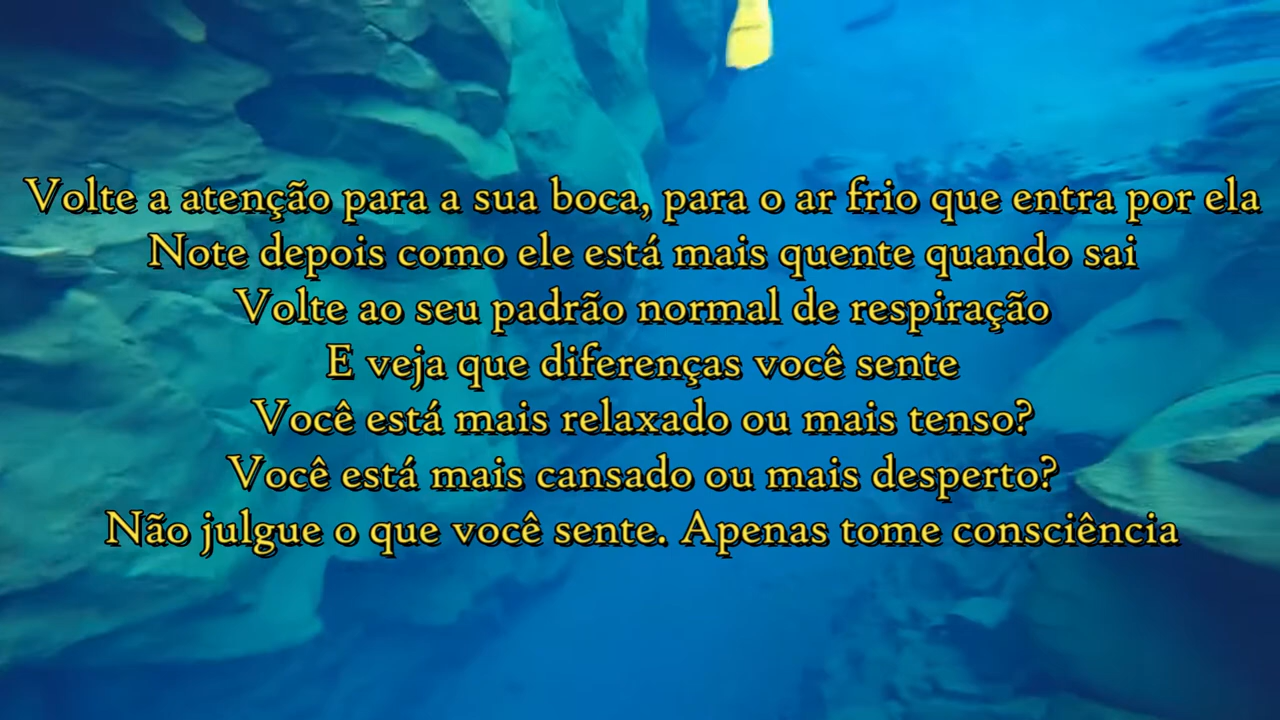 Volte a atenção para a sua boca, para o ar frio que entra por ela
Note depois como ele está mais quente quando sai
Volte ao seu padrão normal de respiração
E veja que diferenças você sente
Você está mais relaxado ou mais tenso?
Você está mais cansado ou mais desperto?
Não julgue o que você sente. Apenas tome consciência